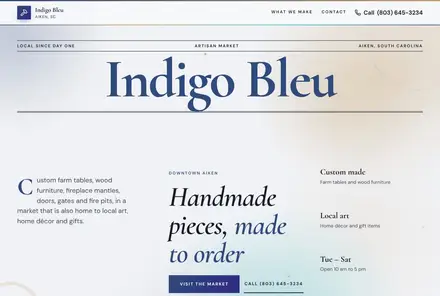 Indigo Bleu
AIKEN, SC
WHAT WE MAKE
CONTACT
Call (803) 645-3234
LOCAL SINCE DAY ONE
ARTISAN MARKET
AIKEN, SOUTH CAROLINA
Indigo Bleu
Custom farm tables, wood
furniture, fireplace mantles,
doors, gates and fire pits, in a
market that is also home to local art,
home décor and gifts.
DOWNTOWN AIKEN
Handmade
pieces, made
to order
VISIT THE MARKET
CALL (803) 645-3234
Custom made
Farm tables and wood furniture
Local art
Home décor and gift items
Tue – Sat
Open 10 am to 5 pm